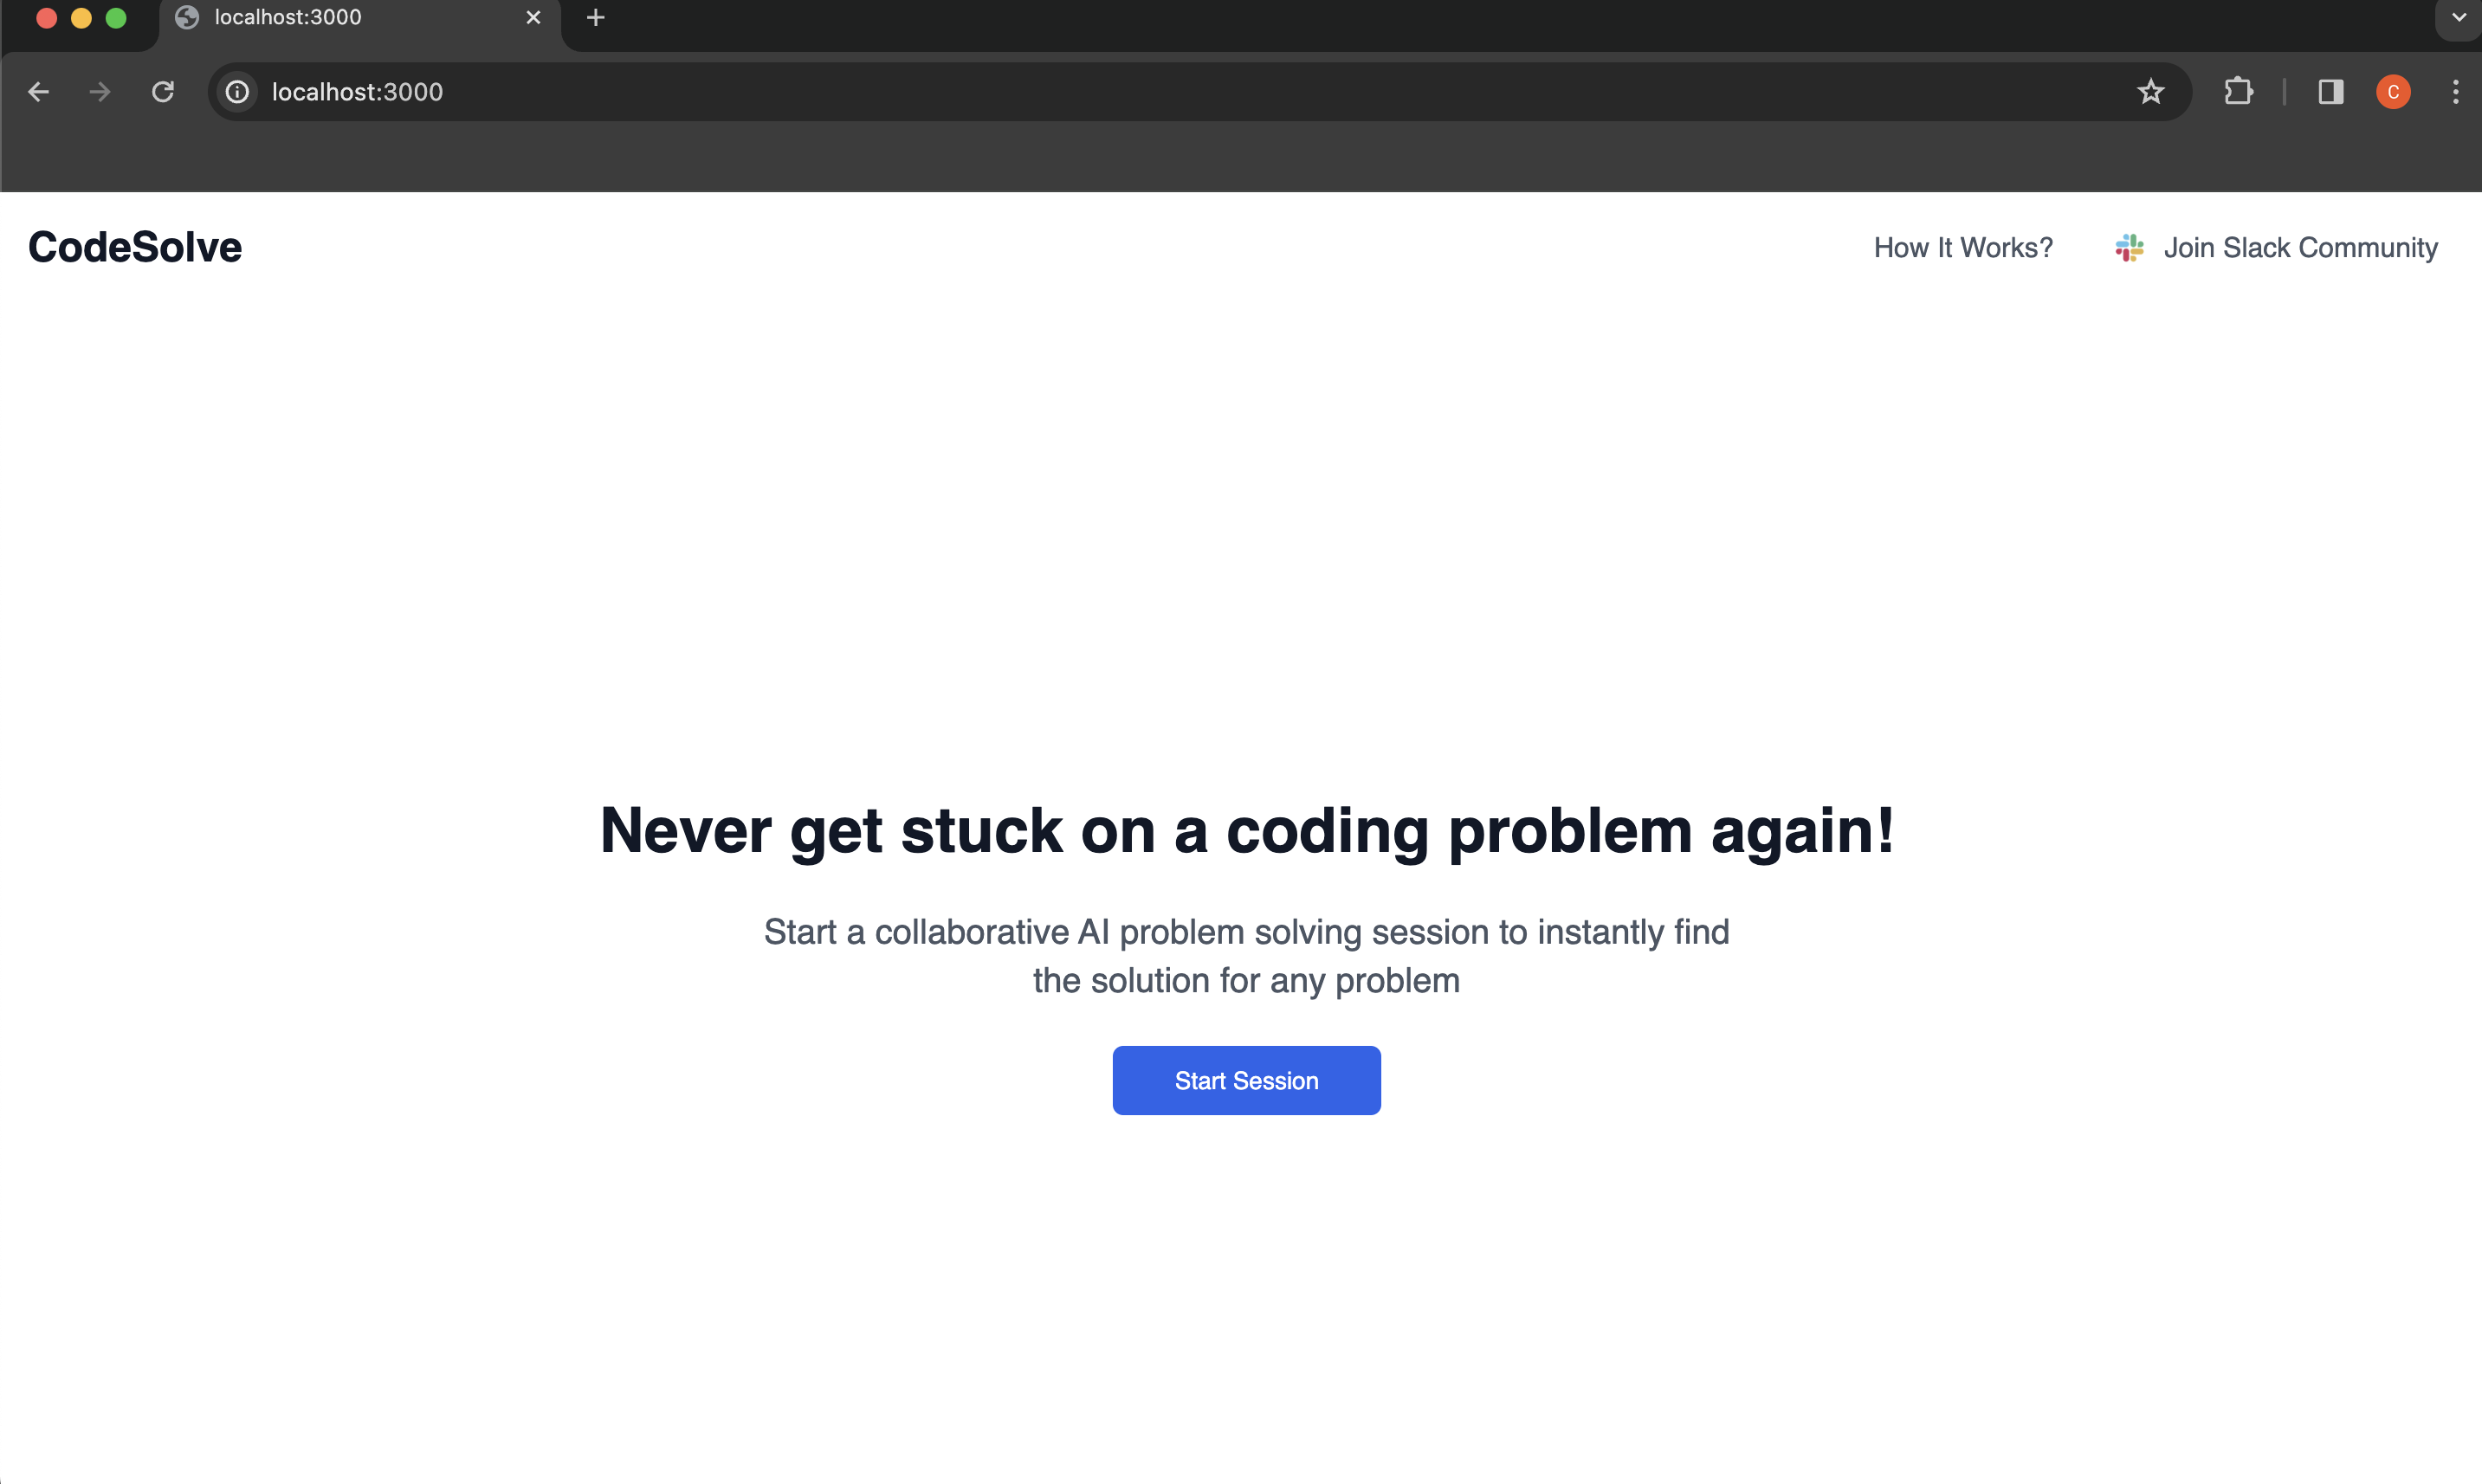 localhost:3000
localhost:3000
C
CodeSolve
How It Works?
Join Slack Community
Never get stuck on a coding problem again!
Start a collaborative AI problem solving session to instantly find
the solution for any problem
Start Session